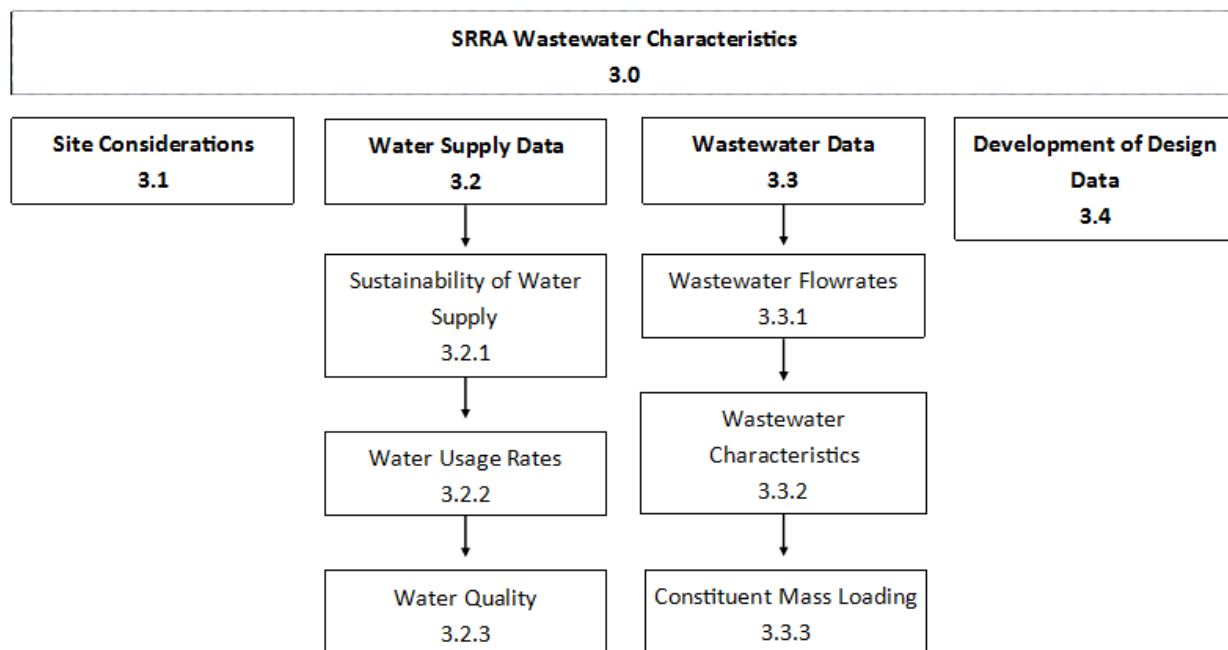 SRRA Wastewater Characteristics
3.0
Site Considerations
3.1
Water Supply Data
3.2
Wastewater Data
3.3
Development of Design
Data
3.4
Sustainability of Water
Supply
3.2.1
Wastewater Flowrates
3.3.1
Water Usage Rates
3.2.2
Wastewater
Characteristics
3.3.2
Water Quality
3.2.3
Constituent Mass Loading
3.3.3